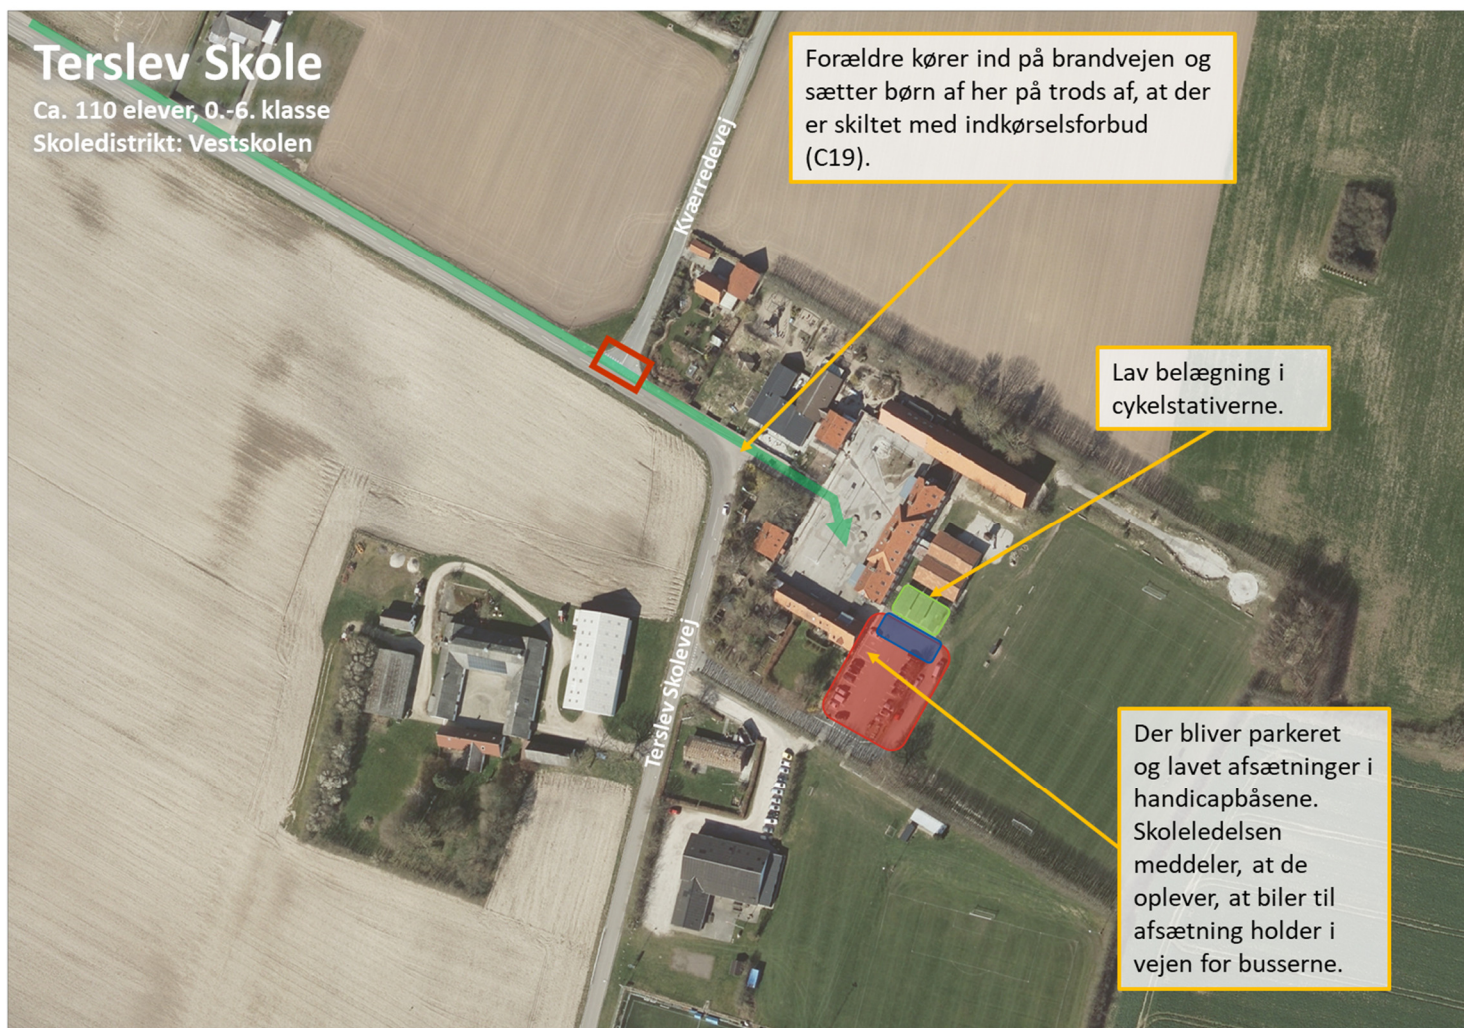 Terslev Skole
Ca. 110 elever, 0.-6. klasse
Skoledistrikt: Vestskolen
Forældre kører ind på brandvejen og
sætter børn af her på trods af, at der
er skiltet med indkørselsforbud
(C19).
Kværredevej
Lav belægning i
cykelstativerne.
Terslev Skolevej
Der bliver parkeret
og lavet afsætninger i
handicapbåsene.
Skoleledelsen
meddeler, at de
oplever, at biler til
afsætning holder i
vejen for busserne.